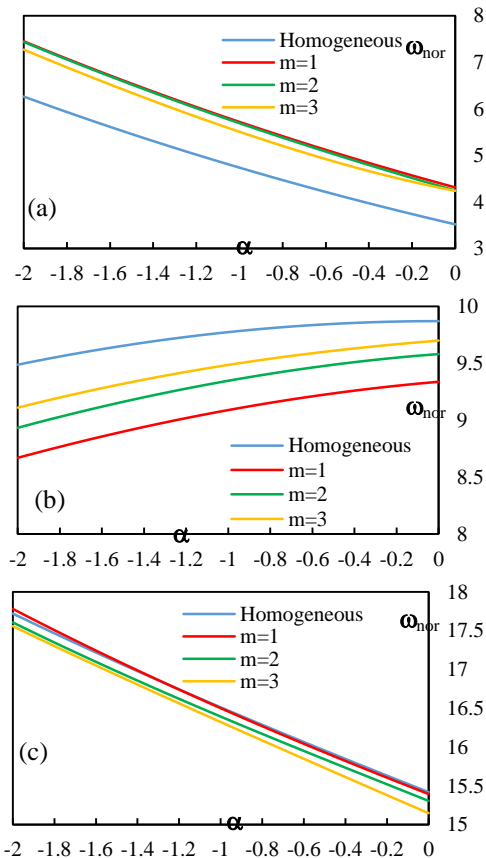 8
Homogeneous
ω_nor
m=1
7
m=2
m=3
6
5
(a)
4
α
3
-2 -1.8 -1.6 -1.4 -1.2 -1 -0.8 -0.6 -0.4 -0.2 0
10
9.5
ω_nor
9
Homogeneous
m=1
8.5
m=2
(b)
m=3
α
8
-2 -1.8 -1.6 -1.4 -1.2 -1 -0.8 -0.6 -0.4 -0.2 0
18
Homogeneous
ω_nor
17.5
m=1
m=2
17
m=3
16.5
16
(c)
15.5
α
15
-2 -1.8 -1.6 -1.4 -1.2 -1 -0.8 -0.6 -0.4 -0.2 0